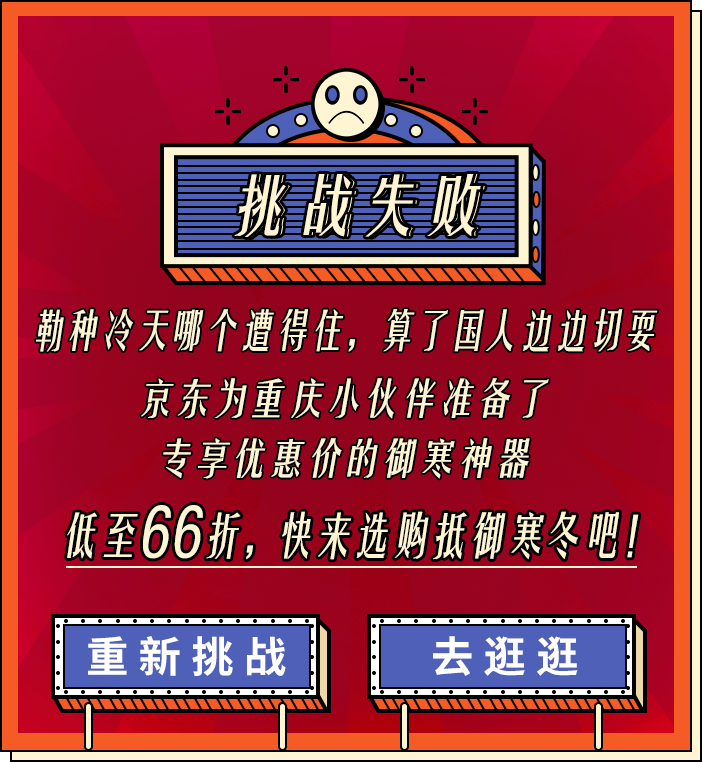 挑战失败
勒种冷天哪个遭得住，算了国人边边切耍
京东为重庆小伙伴准备了
专享优惠价的御寒神器
低至66折，快来选购抵御寒冬吧！
重新挑战
去逛逛